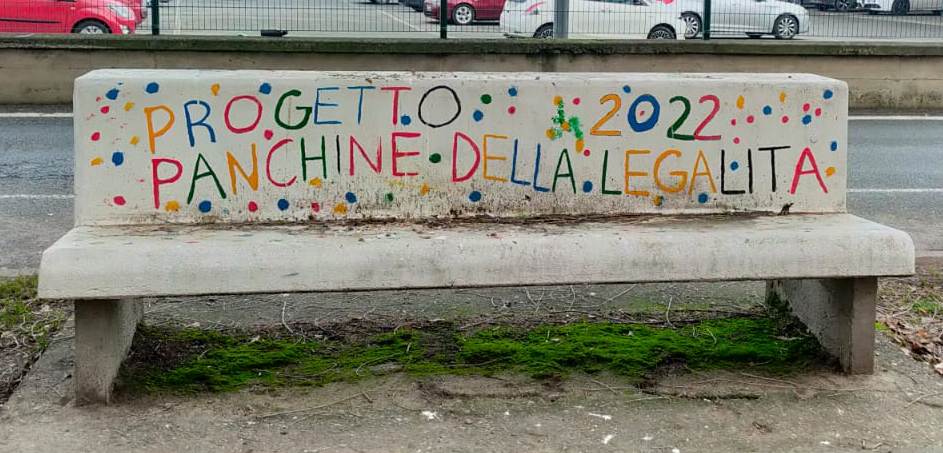 PROGETTO 2022
PANCHINE DELLA LEGALITA